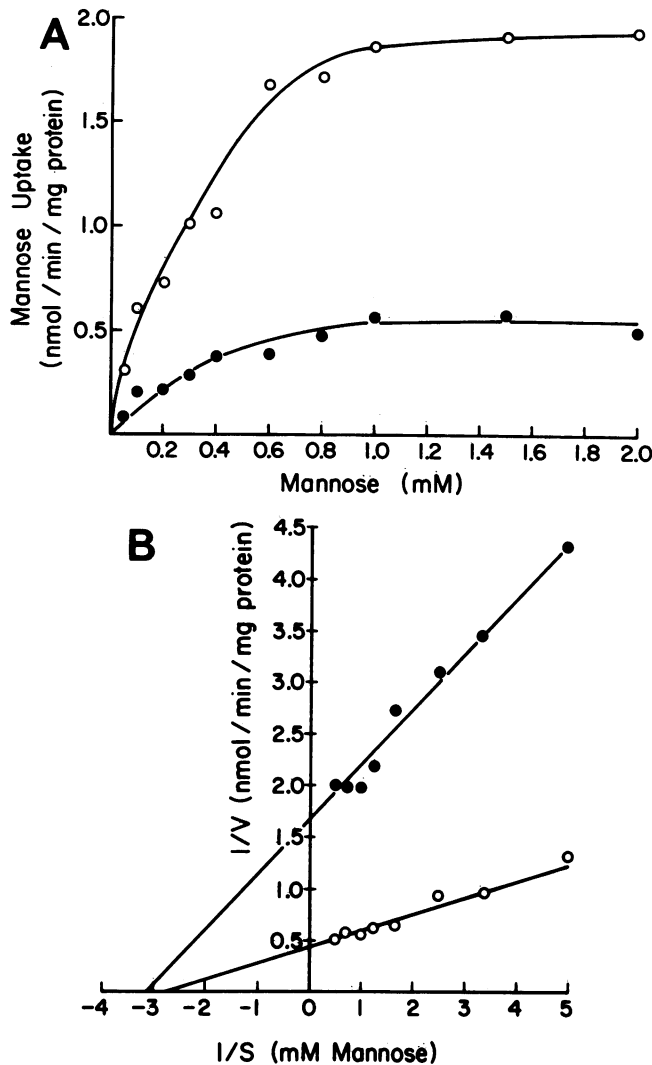 A
2.0
1.5
1.0
0.5
Mannose Uptake
(nmol/min/mg protein)
0.2 0.4 0.6 0.8 1.0 1.2 1.4 1.6 1.8 2.0
Mannose (mM)
B
4.5
4.0
3.5
3.0
2.5
2.0
1.5
1.0
0.5
1/V (nmol/min/mg protein)
-4 -3 -2 -1 0 1 2 3 4 5
1/S (mM Mannose)